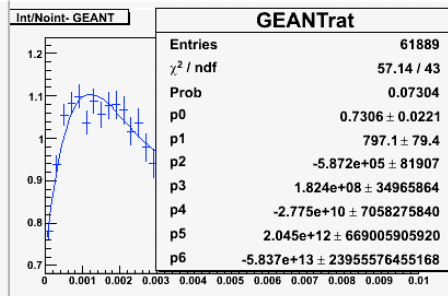 Int/Noint- GEANT
GEANTrat
Entries 61889
χ² / ndf 57.14 / 43
Prob 0.07304
p0 0.7306 ± 0.0221
p1 797.1 ± 79.4
p2 -5.872e+05 ± 81907
p3 1.824e+08 ± 34965864
p4 -2.775e+10 ± 7058275840
p5 2.045e+12 ± 669005905920
p6 -5.837e+13 ± 23955576455168
1.2
1.1
1
0.9
0.8
0.7
0 0.001 0.002 0.003 0.004 0.005 0.006 0.007 0.008 0.009 0.01